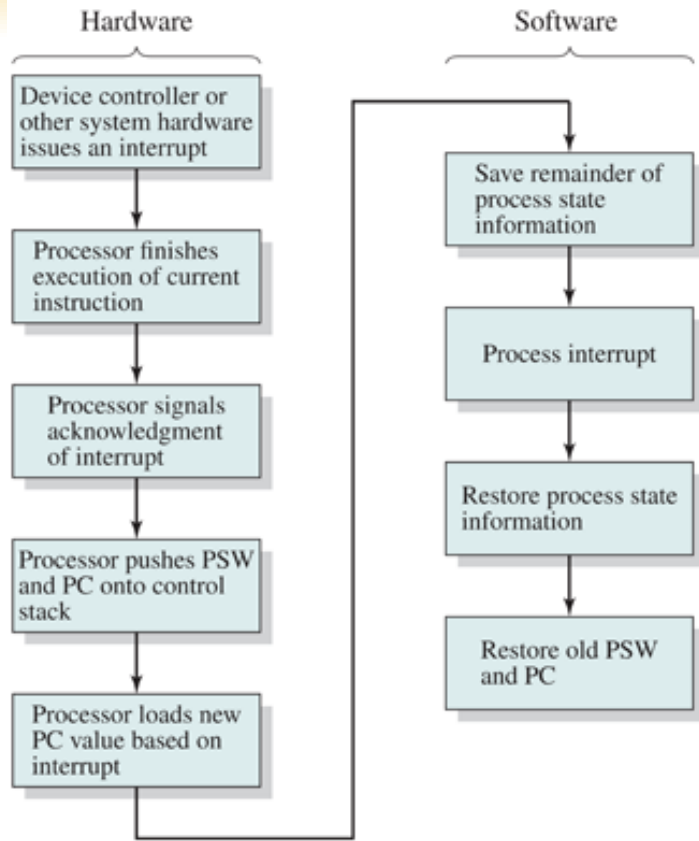 Hardware
Device controller or
other system hardware
issues an interrupt
Processor finishes
execution of current
instruction
Processor signals
acknowledgment
of interrupt
Processor pushes PSW
and PC onto control
stack
Processor loads new
PC value based on
interrupt
Software
Save remainder of
process state
information
Process interrupt
Restore process state
information
Restore old PSW
and PC